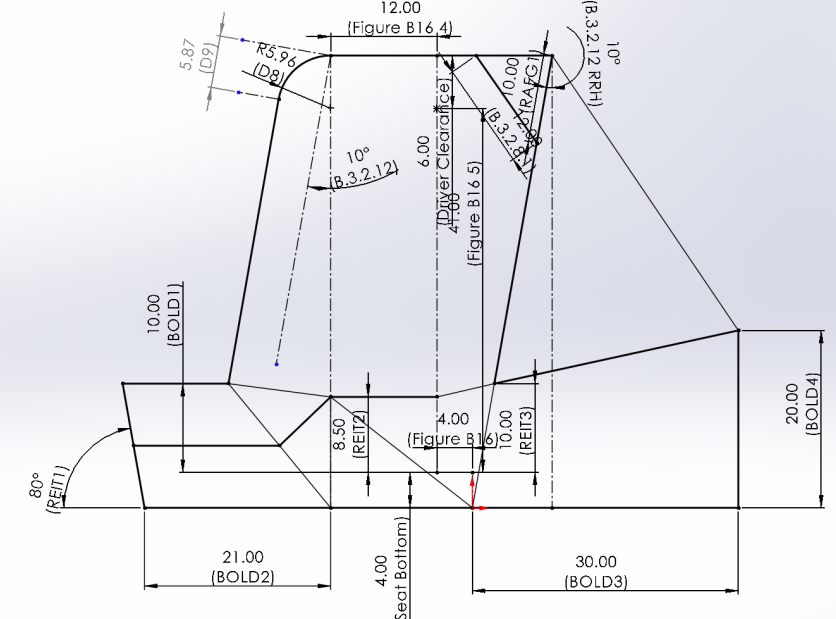 12.00
(Figure B16 4)
5.87
(D9)
R5.96
(D8)
10°
(B.3.2.12 RRH)
10.00
(RAFG1)
(B.3.2.8.1)
6.00
(Driver Clearance)
41.00
(Figure B16 5)
10°
(B.3.2.12)
10.00
(BOLD1)
8.50
(REIT2)
4.00
(Figure B16)
10.00
(REIT3)
20.00
(BOLD4)
80°
(REIT1)
21.00
(BOLD2)
4.00
Seat Bottom)
30.00
(BOLD3)